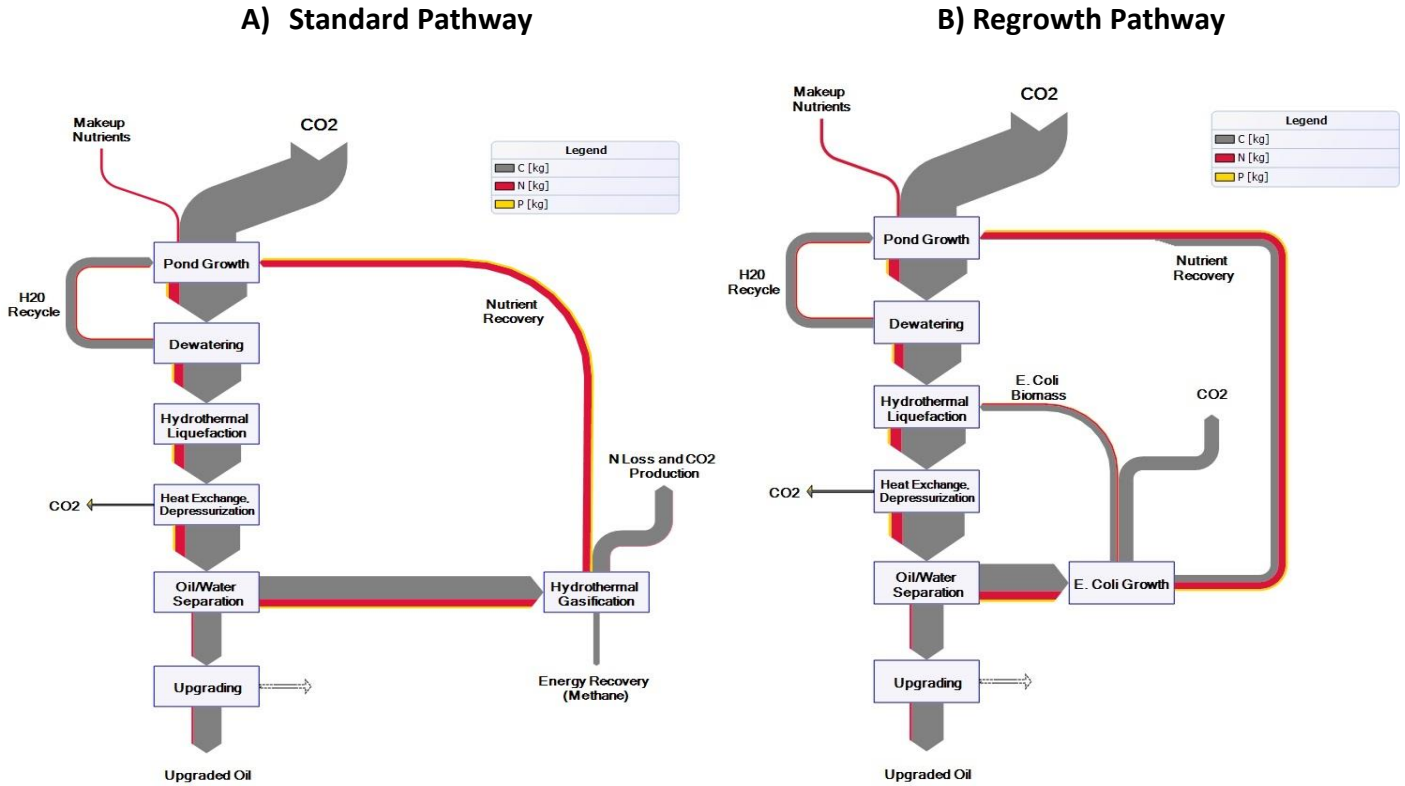 A) Standard Pathway
Makeup
Nutrients
CO2
Legend
C [kg]
N [kg]
P [kg]
Pond Growth
H20
Recycle
Nutrient
Recovery
Dewatering
Hydrothermal
Liquefaction
N Loss and CO2
Production
CO2
Heat Exchange,
Depressurization
Oil/Water
Separation
Hydrothermal
Gasification
Upgrading
Energy Recovery
(Methane)
Upgraded Oil
B) Regrowth Pathway
Makeup
Nutrients
CO2
Legend
C [kg]
N [kg]
P [kg]
Pond Growth
H20
Recycle
Nutrient
Recovery
Dewatering
E. Coli
Biomass
CO2
Hydrothermal
Liquefaction
CO2
Heat Exchange,
Depressurization
Oil/Water
Separation
E. Coli Growth
Upgrading
Upgraded Oil